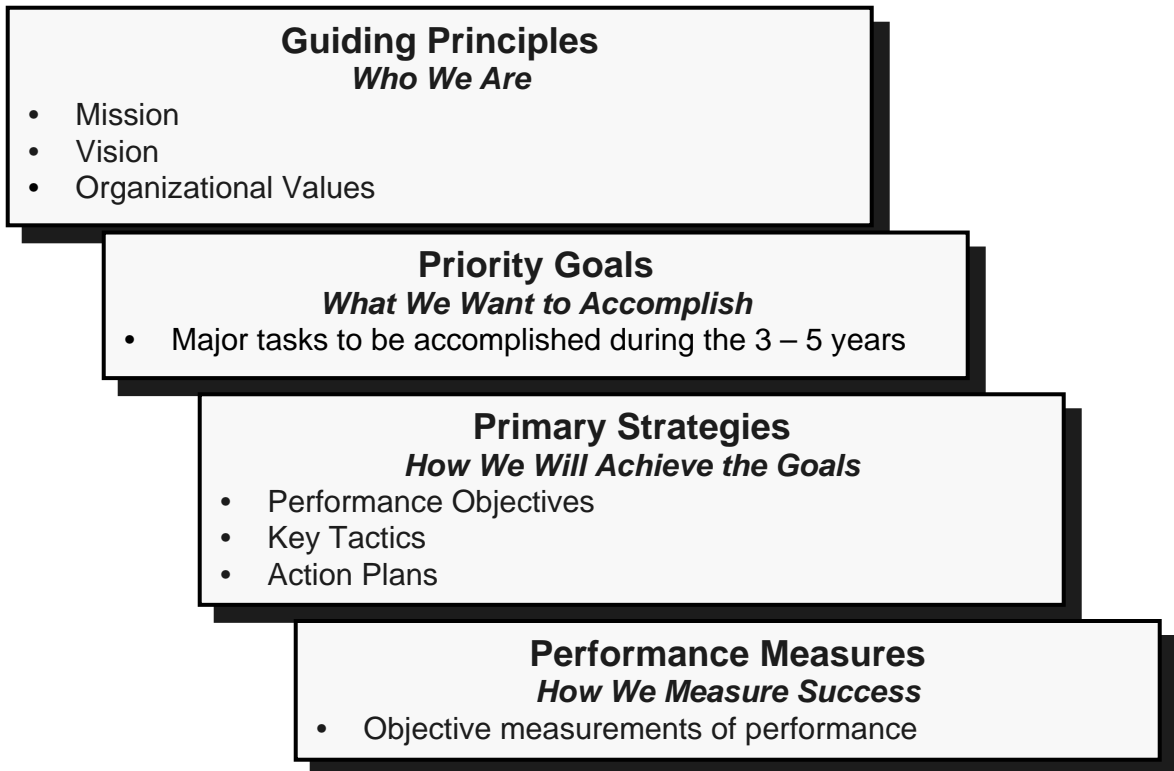 Guiding Principles
Who We Are
• Mission
• Vision
• Organizational Values
Priority Goals
What We Want to Accomplish
• Major tasks to be accomplished during the 3 – 5 years
Primary Strategies
How We Will Achieve the Goals
• Performance Objectives
• Key Tactics
• Action Plans
Performance Measures
How We Measure Success
• Objective measurements of performance